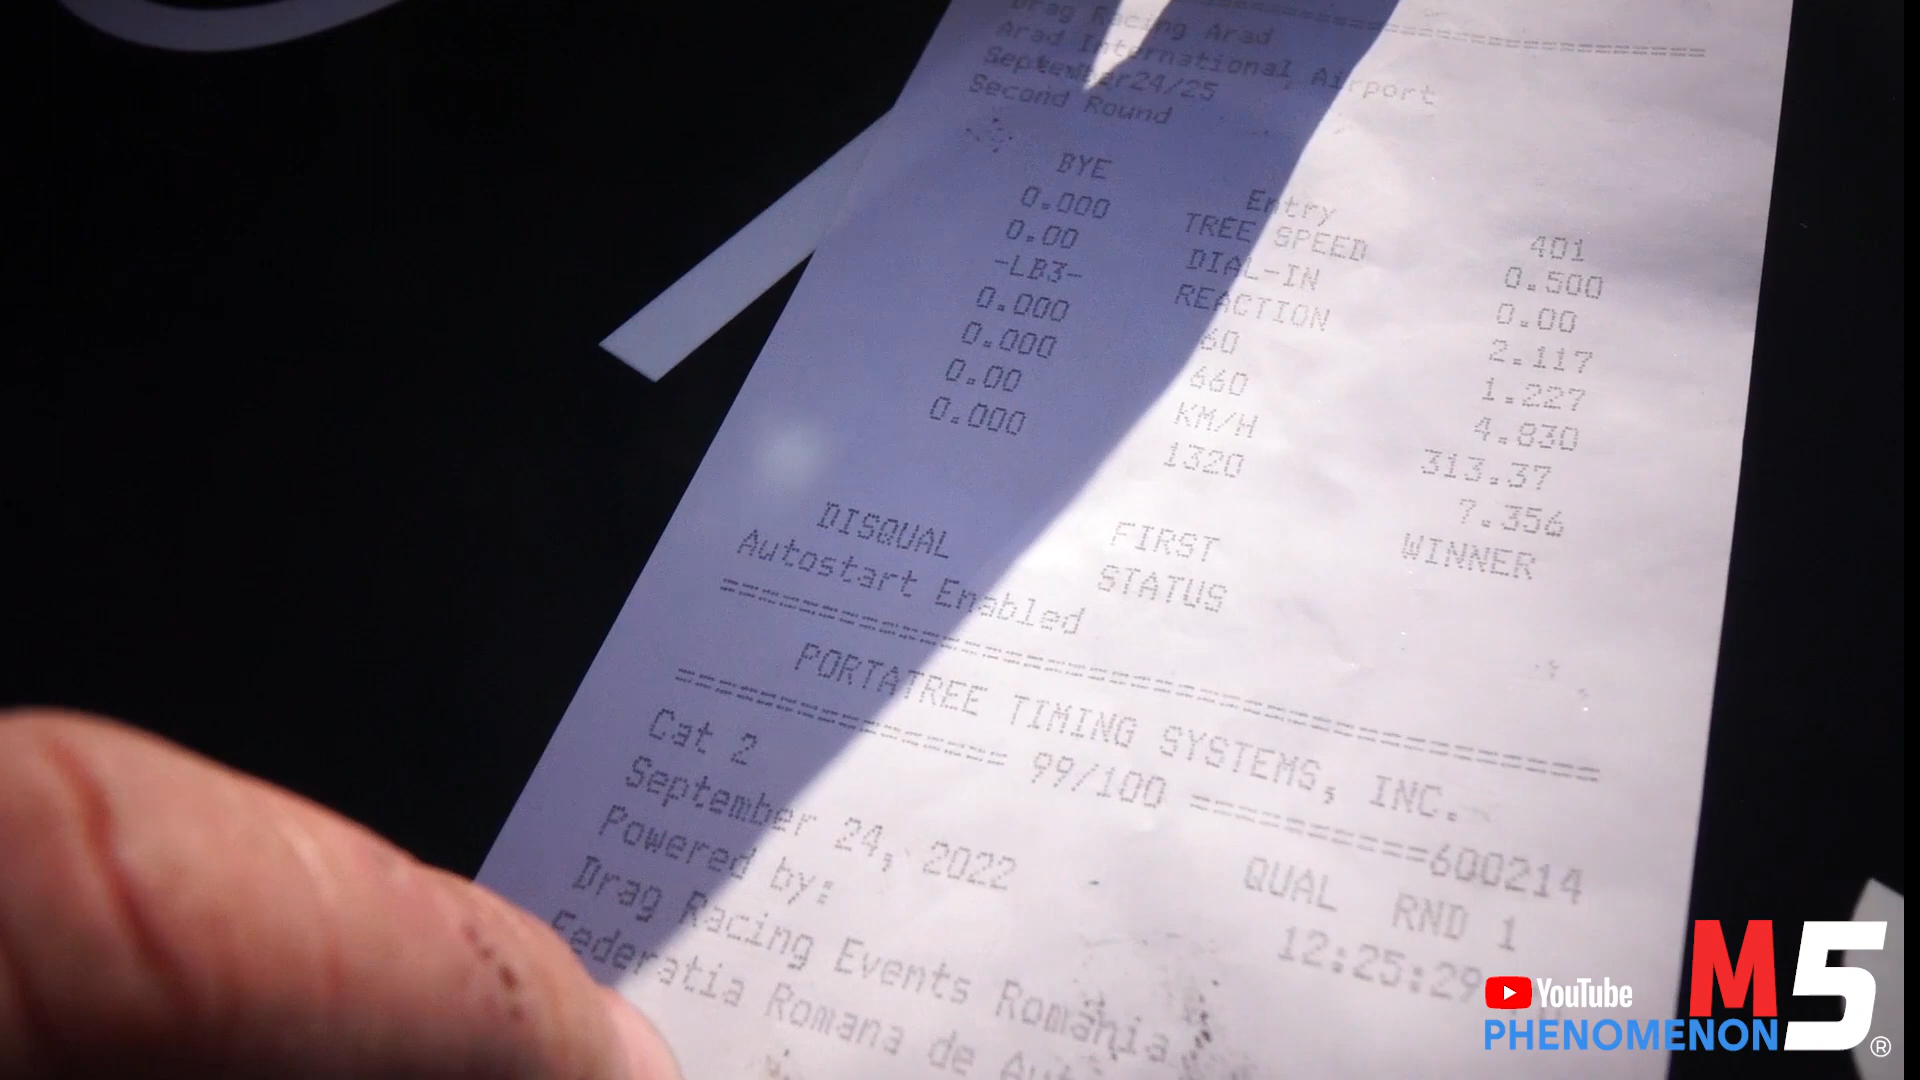 Drag Racing Arad
Arad International Airport
September24/25
Second Round
BYE Entry 401
0.000 TREE SPEED 0.500
0.00 DIAL-IN 0.00
-LB3- REACTION 2.117
0.000 60 1.227
0.000 660 4.830
0.00 KM/H 313.37
0.000 1320 7.356
DISQUAL FIRST WINNER
Autostart Enabled STATUS
PORTATREE TIMING SYSTEMS, INC.
============ 99/100 ==========600214
Cat 2 QUAL RND 1
September 24, 2022 12:25:29
Powered by:
Drag Racing Events Romania
Federatia Romana de
YouTube
PHENOMENON
M5
®